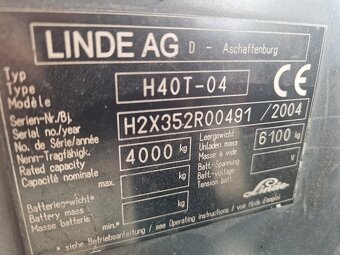 LINDE AG D - Aschaffenburg
Typ
Type
Modèle
H40T-04
CE
Serien-Nr./Bj.
Serial no/year
No. de Série/année
H2X352R00491 / 2004
Nenn-Tragfähigk.
Rated capacity
Capacité nominale
4000 kg
Leergewicht
Unladen mass
Masse à vide
6100 kg
Batt-Spannung
Batt-voltage
Tension batt.
V
Batteriegewicht*
Battery mass
Masse batterie
min.* kg
Linde
* siehe Betriebsanleitung / see Operating instructions / voir Mode d'emploi